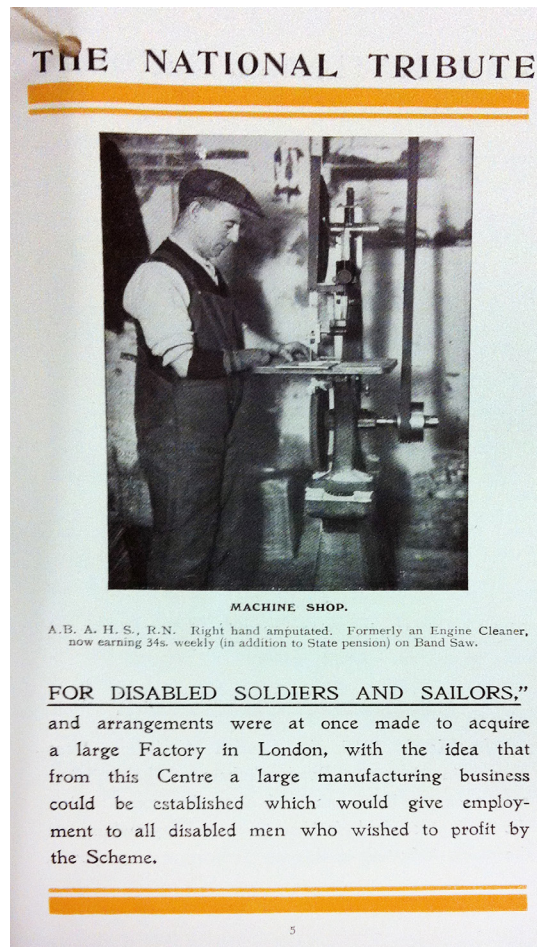 THE NATIONAL TRIBUTE
MACHINE SHOP.
A.B. A. H. S., R.N. Right hand amputated. Formerly an Engine Cleaner,
now earning 34s. weekly (in addition to State pension) on Band Saw.
FOR DISABLED SOLDIERS AND SAILORS,”
and arrangements were at once made to acquire
a large Factory in London, with the idea that
from this Centre a large manufacturing business
could be established which would give employ-
ment to all disabled men who wished to profit by
the Scheme.
5